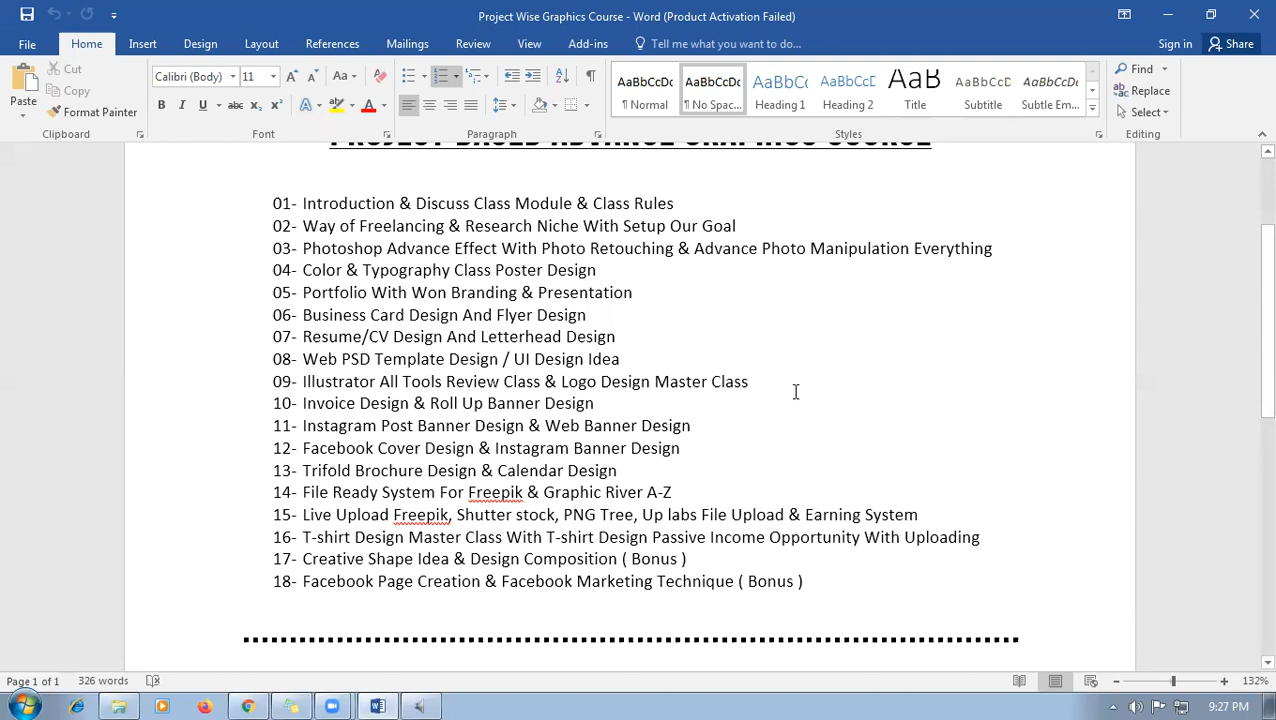 Project Wise Graphics Course - Word (Product Activation Failed)
File Home Insert Design Layout References Mailings Review View Add-ins Tell me what you want to do... Sign in Share
Paste Cut Copy Format Painter
Calibri (Body) 11
B I U abc X₂ X² A Aa
AaBbCcDc AaBbCcDc AaBbCc AaBbCcC AaB AaBbCcD AaBbCcDc
¶ Normal ¶ No Spac... Heading 1 Heading 2 Title Subtitle Subtle Em...
Find Replace Select
Clipboard Font Paragraph Styles Editing
PROJECT BASED ADVANCE GRAPHICS COURSE
01- Introduction & Discuss Class Module & Class Rules
02- Way of Freelancing & Research Niche With Setup Our Goal
03- Photoshop Advance Effect With Photo Retouching & Advance Photo Manipulation Everything
04- Color & Typography Class Poster Design
05- Portfolio With Won Branding & Presentation
06- Business Card Design And Flyer Design
07- Resume/CV Design And Letterhead Design
08- Web PSD Template Design / UI Design Idea
09- Illustrator All Tools Review Class & Logo Design Master Class
10- Invoice Design & Roll Up Banner Design
11- Instagram Post Banner Design & Web Banner Design
12- Facebook Cover Design & Instagram Banner Design
13- Trifold Brochure Design & Calendar Design
14- File Ready System For Freepik & Graphic River A-Z
15- Live Upload Freepik, Shutter stock, PNG Tree, Up labs File Upload & Earning System
16- T-shirt Design Master Class With T-shirt Design Passive Income Opportunity With Uploading
17- Creative Shape Idea & Design Composition ( Bonus )
18- Facebook Page Creation & Facebook Marketing Technique ( Bonus )
Page 1 of 1 326 words 132%
9:27 PM